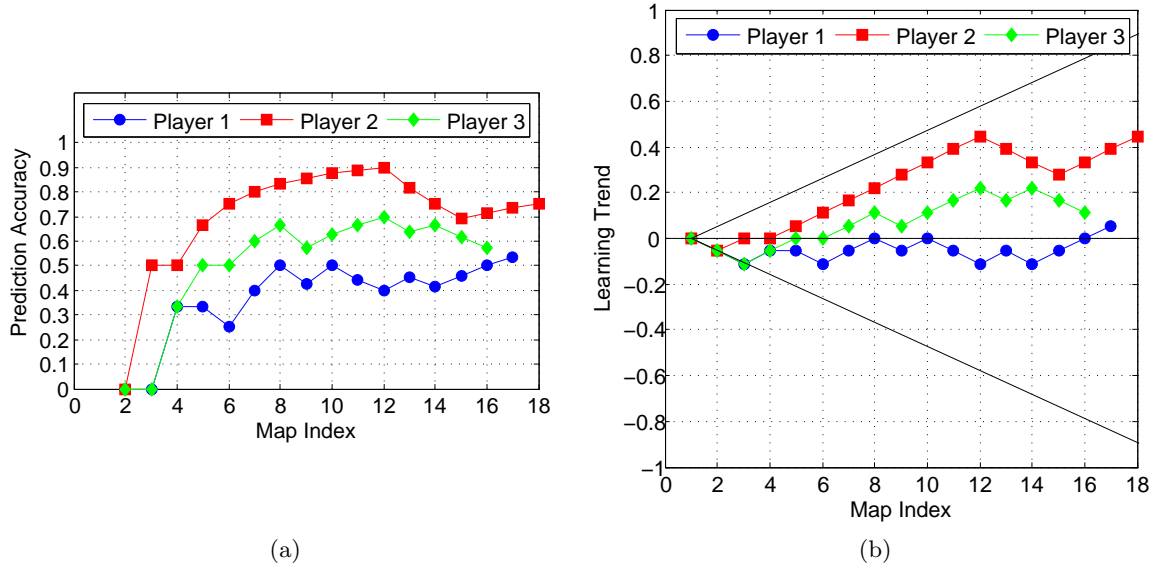 Player 1 Player 2 Player 3
1
0.9
0.8
0.7
0.6
0.5
0.4
0.3
0.2
0.1
0
Prediction Accuracy
0 2 4 6 8 10 12 14 16 18
Map Index
(a)
Player 1 Player 2 Player 3
1
0.8
0.6
0.4
0.2
0
−0.2
−0.4
−0.6
−0.8
−1
Learning Trend
0 2 4 6 8 10 12 14 16 18
Map Index
(b)